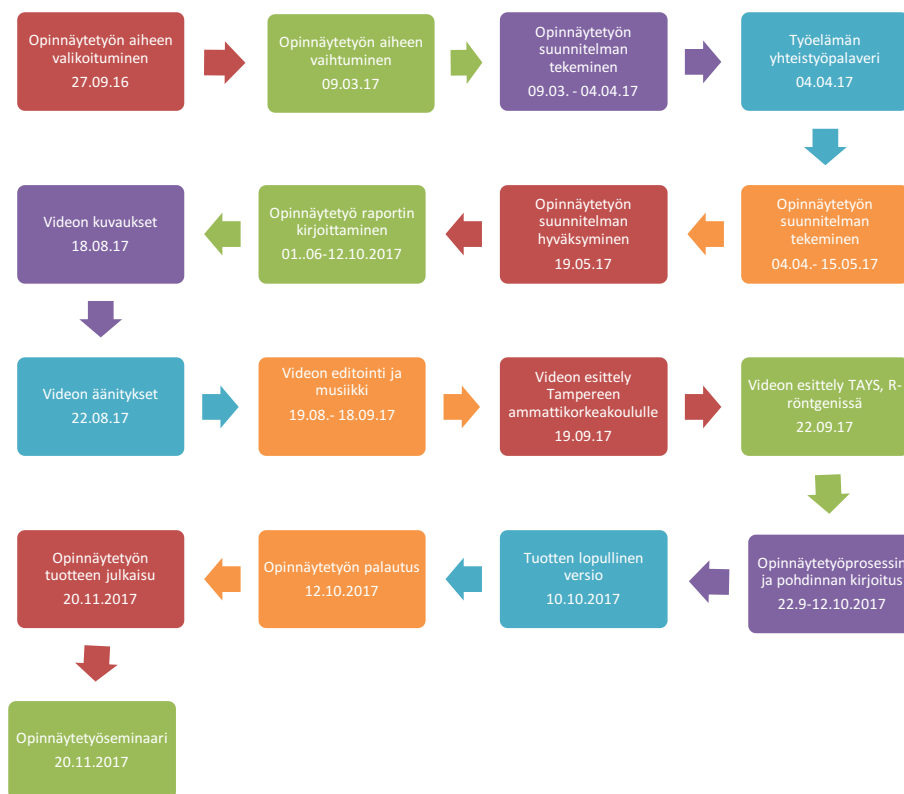 Opinnäytetyön aiheen
valikoituminen
27.09.16
Opinnäytetyön aiheen
vaihtuminen
09.03.17
Opinnäytetyön
suunnitelman
tekeminen
09.03. - 04.04.17
Työelämän
yhteistyöpalaveri
04.04.17
Opinnäytetyön
suunnitelman
tekeminen
04.04.- 15.05.17
Opinnäytetyön
suunnitelman
hyväksyminen
19.05.17
Opinnäytetyö raportin
kirjoittaminen
01..06-12.10.2017
Videon kuvaukset
18.08.17
Videon äänitykset
22.08.17
Videon editointi ja
musiikki
19.08.- 18.09.17
Videon esittely
Tampereen
ammattikorkeakoululle
19.09.17
Videon esittely TAYS, R-
röntgenissä
22.09.17
Opinnäytetyöprosessin
ja pohdinnan kirjoitus
22.9-12.10.2017
Tuotten lopullinen
versio
10.10.2017
Opinnäytetyön palautus
12.10.2017
Opinnäytetyön
tuotteen julkaisu
20.11.2017
Opinnäytetyöseminaari
20.11.2017